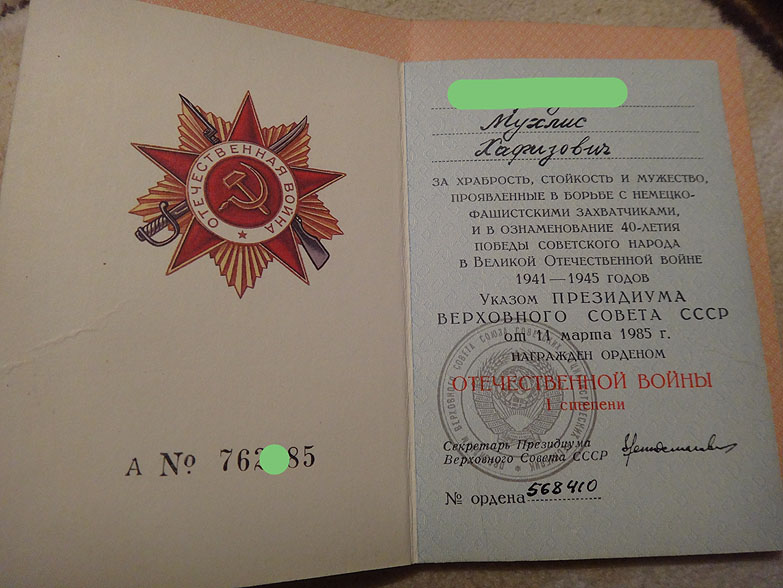 ОТЕЧЕСТВЕННАЯ ВОЙНА
А № 762 85
Мухлис
Хафизович
ЗА ХРАБРОСТЬ, СТОЙКОСТЬ И МУЖЕСТВО,
ПРОЯВЛЕННЫЕ В БОРЬБЕ С НЕМЕЦКО-
ФАШИСТСКИМИ ЗАХВАТЧИКАМИ,
И В ОЗНАМЕНОВАНИЕ 40-ЛЕТИЯ
ПОБЕДЫ СОВЕТСКОГО НАРОДА
В ВЕЛИКОЙ ОТЕЧЕСТВЕННОЙ ВОЙНЕ
1941—1945 ГОДОВ
УКАЗОМ ПРЕЗИДИУМА
ВЕРХОВНОГО СОВЕТА СССР
от 11 марта 1985 г.
НАГРАЖДЕН ОРДЕНОМ
ОТЕЧЕСТВЕННОЙ ВОЙНЫ
I степени
Секретарь Президиума
Верховного Совета СССР
№ ордена 568410